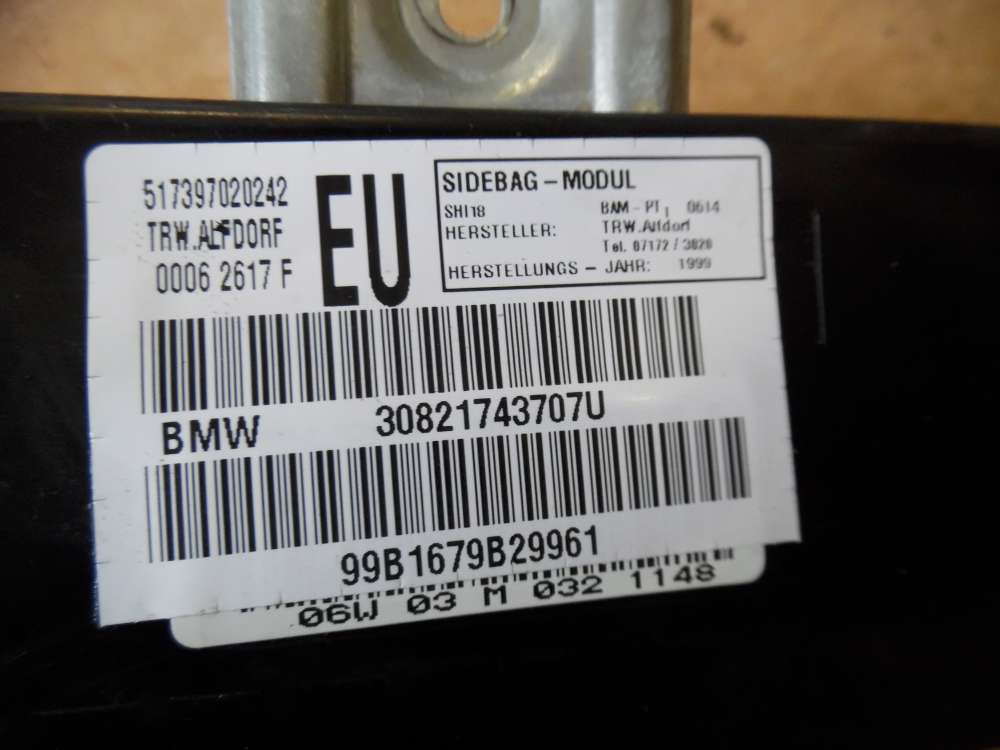 517397020242
TRW.ALFDORF
0006 2617 F
EU
SIDEBAG - MODUL
SHI18 BAM - PT 0614
HERSTELLER: TRW.Alfdorf
Tel. 07172 / 3020
HERSTELLUNGS - JAHR: 1999
BMW 30821743707U
99B1679B29961
06W 03 M 032 1148